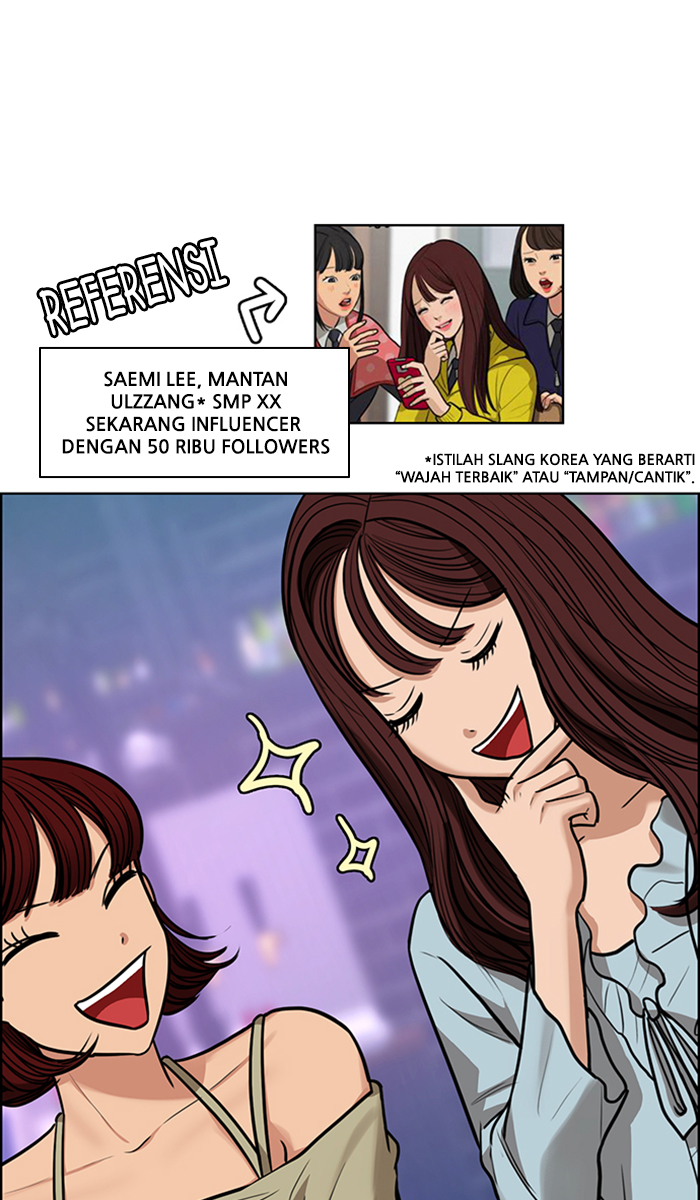 REFERENSI
SAEMI LEE, MANTAN
ULZZANG* SMP XX
SEKARANG INFLUENCER
DENGAN 50 RIBU FOLLOWERS
*ISTILAH SLANG KOREA YANG BERARTI
“WAJAH TERBAIK” ATAU “TAMPAN/CANTIK”.